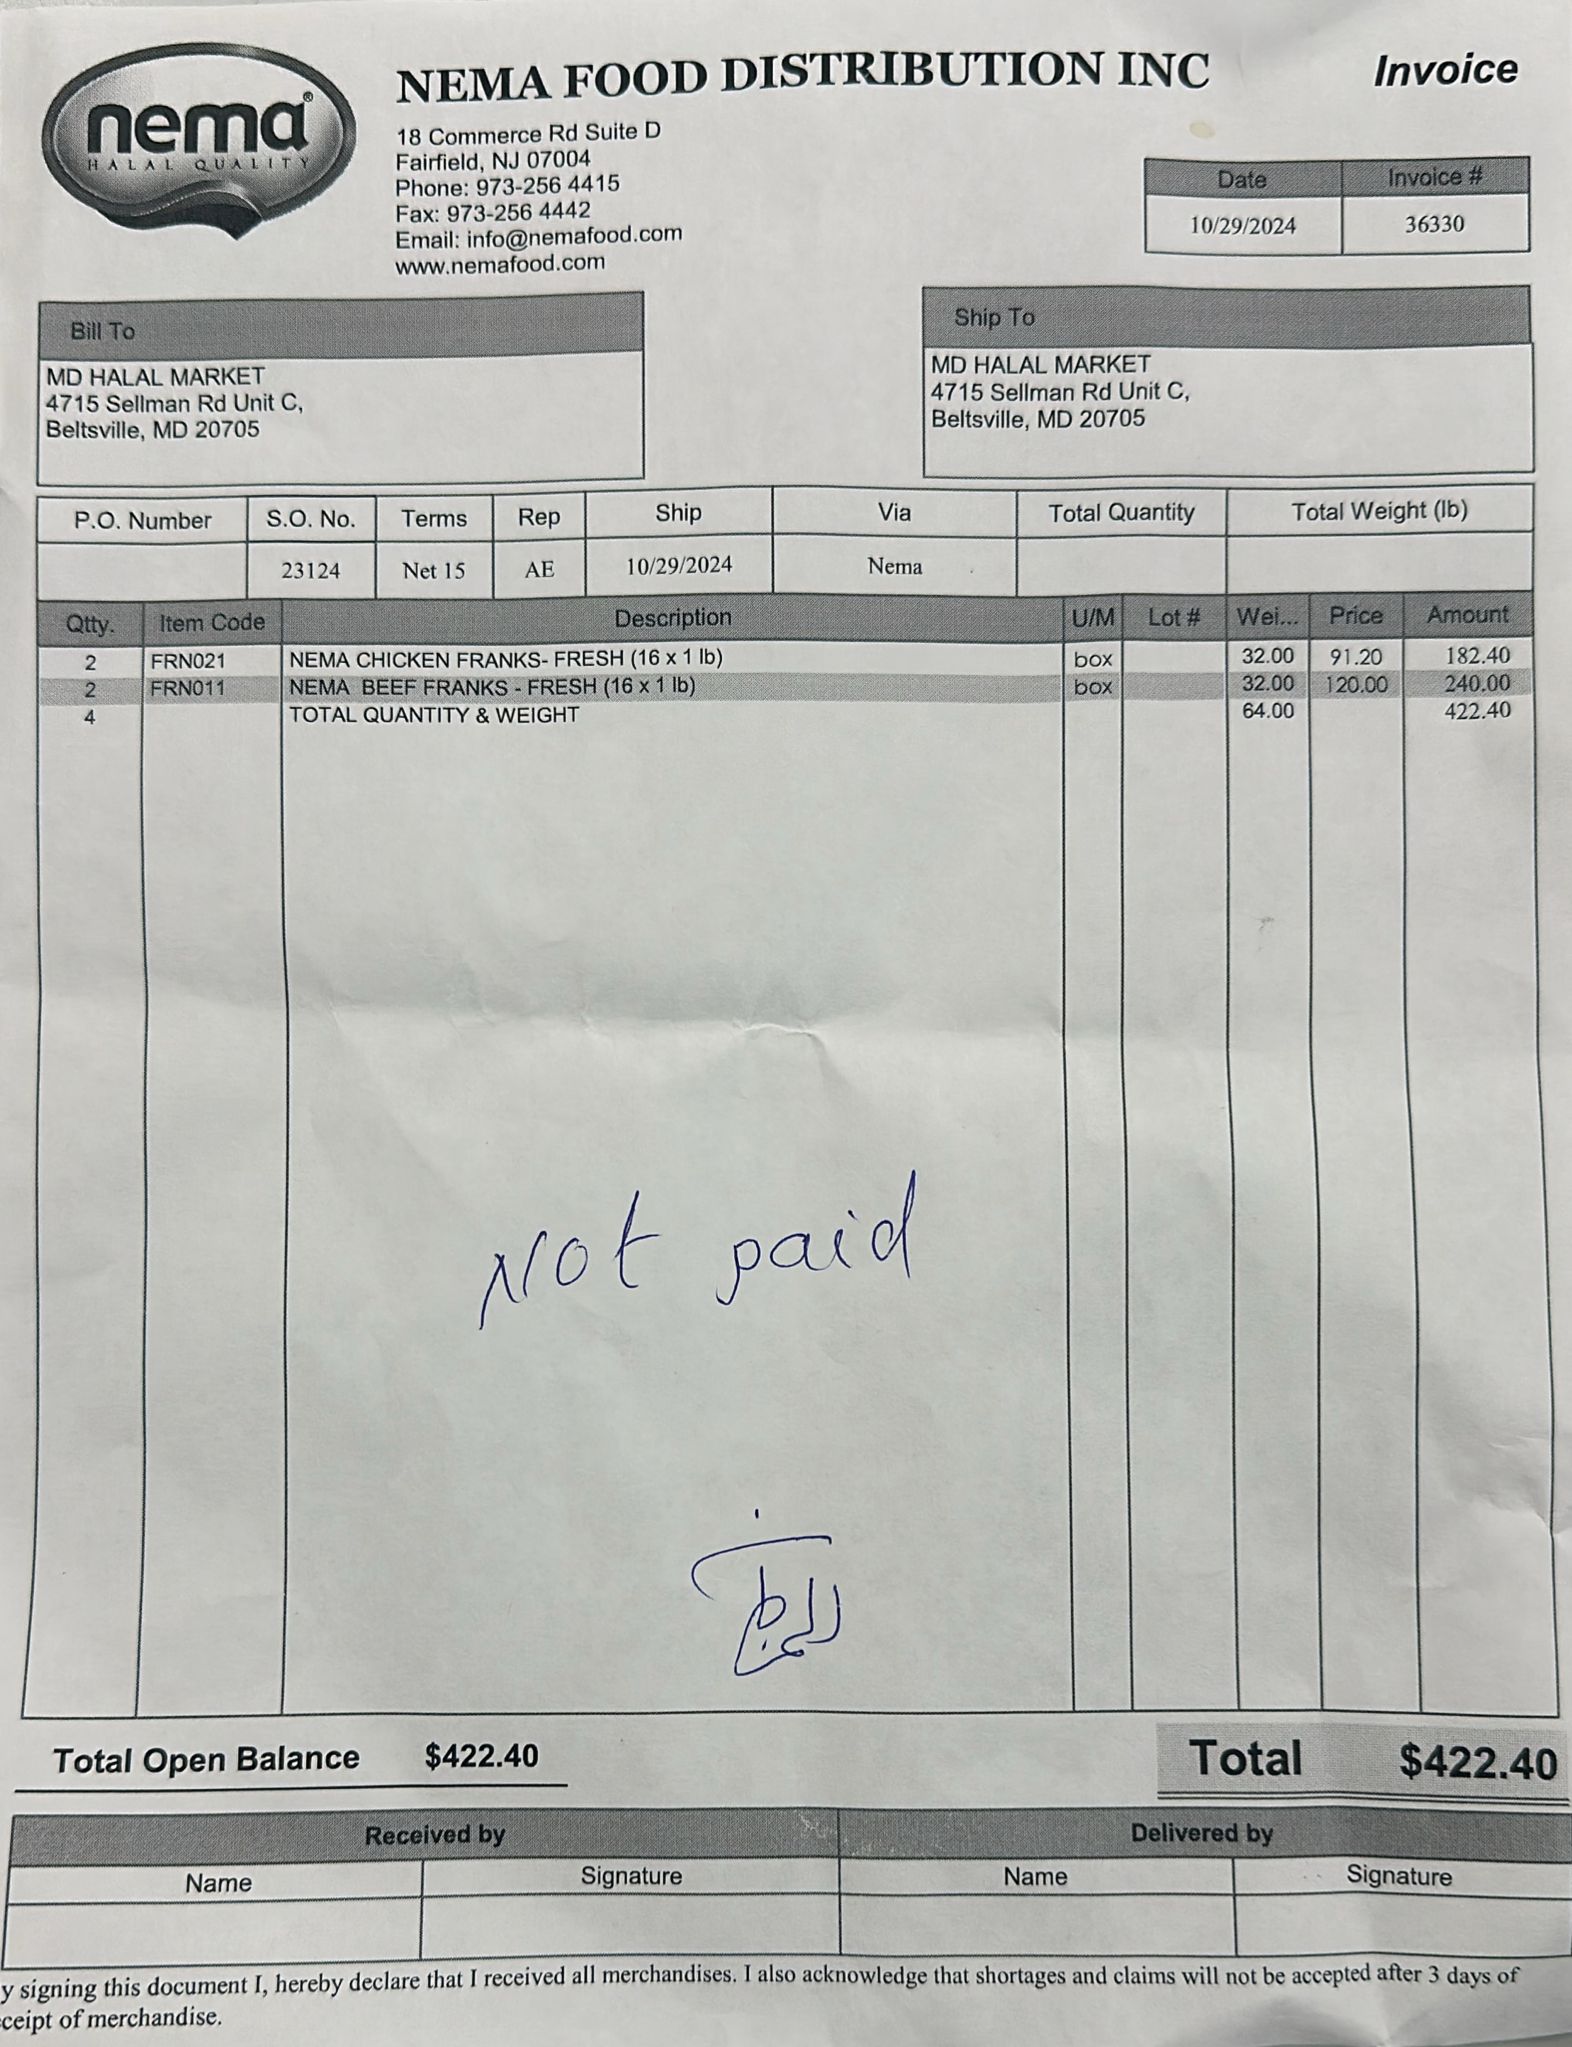 nema®
HALAL QUALITY
NEMA FOOD DISTRIBUTION INC
18 Commerce Rd Suite D
Fairfield, NJ 07004
Phone: 973-256 4415
Fax: 973-256 4442
Email: info@nemafood.com
www.nemafood.com
Invoice
Date Invoice #
10/29/2024 36330
Bill To
MD HALAL MARKET
4715 Sellman Rd Unit C,
Beltsville, MD 20705
Ship To
MD HALAL MARKET
4715 Sellman Rd Unit C,
Beltsville, MD 20705
P.O. Number S.O. No. Terms Rep Ship Via Total Quantity Total Weight (lb)
23124 Net 15 AE 10/29/2024 Nema
Qtty. Item Code Description U/M Lot # Wei... Price Amount
2 FRN021 NEMA CHICKEN FRANKS- FRESH (16 x 1 lb) box 32.00 91.20 182.40
2 FRN011 NEMA BEEF FRANKS - FRESH (16 x 1 lb) box 32.00 120.00 240.00
4 TOTAL QUANTITY & WEIGHT 64.00 422.40
Not paid
Total Open Balance $422.40
Total $422.40
Received by Delivered by
Name Signature Name Signature
y signing this document I, hereby declare that I received all merchandises. I also acknowledge that shortages and claims will not be accepted after 3 days of
ceipt of merchandise.